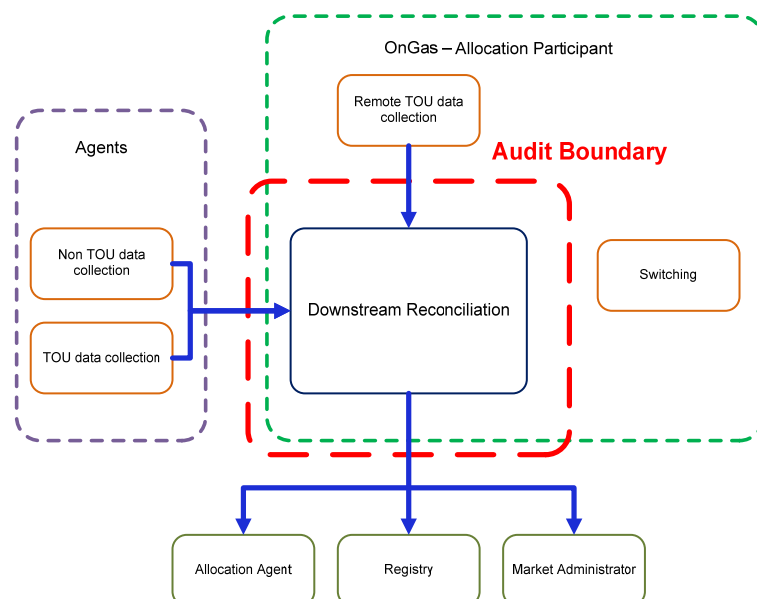 OnGas – Allocation Participant
Remote TOU data
collection
Agents
Audit Boundary
Non TOU data
collection
Downstream Reconciliation
Switching
TOU data collection
Allocation Agent
Registry
Market Administrator